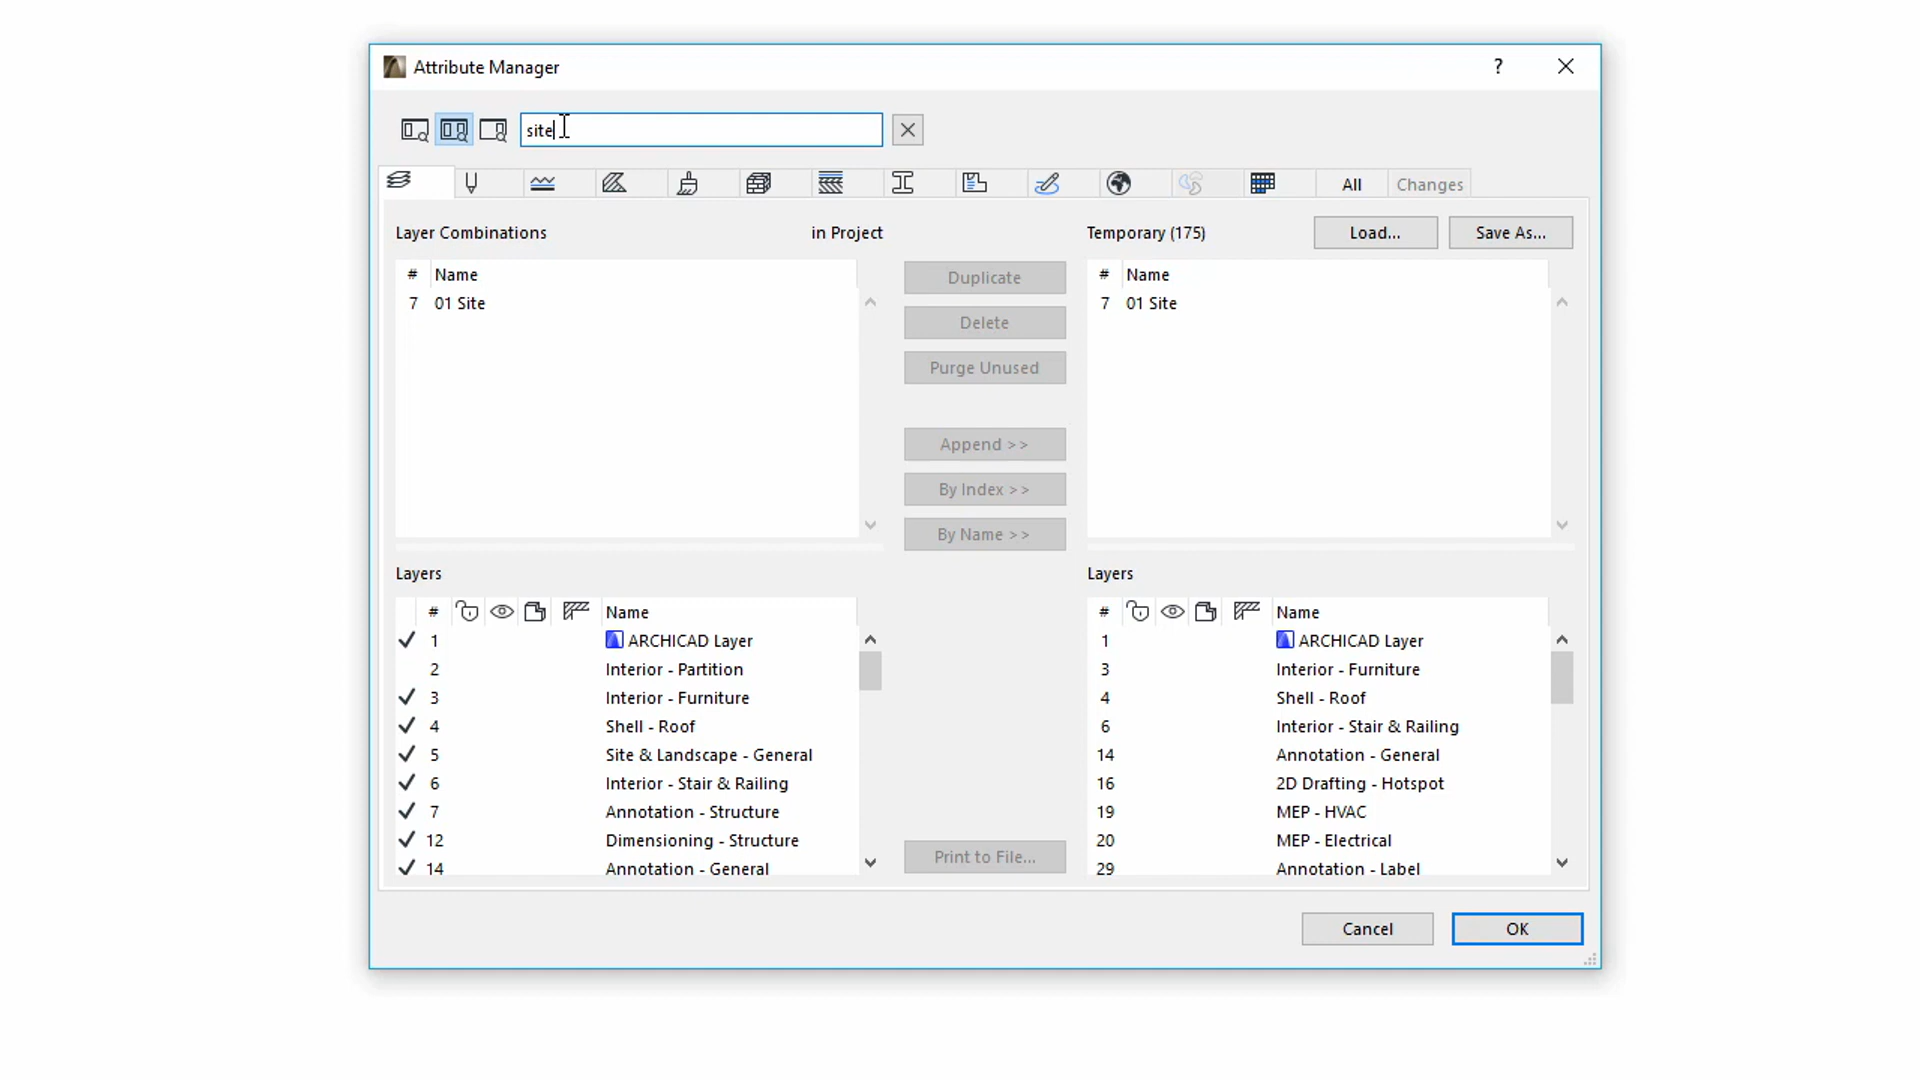 Attribute Manager
?
site
All
Changes
Layer Combinations
in Project
Temporary (175)
Load...
Save As...
# Name
7 01 Site
Duplicate
Delete
Purge Unused
Append >>
By Index >>
By Name >>
# Name
7 01 Site
Layers
# Name
1 ARCHICAD Layer
2 Interior - Partition
3 Interior - Furniture
4 Shell - Roof
5 Site & Landscape - General
6 Interior - Stair & Railing
7 Annotation - Structure
12 Dimensioning - Structure
14 Annotation - General
Print to File...
Layers
# Name
1 ARCHICAD Layer
3 Interior - Furniture
4 Shell - Roof
6 Interior - Stair & Railing
14 Annotation - General
16 2D Drafting - Hotspot
19 MEP - HVAC
20 MEP - Electrical
29 Annotation - Label
Cancel
OK